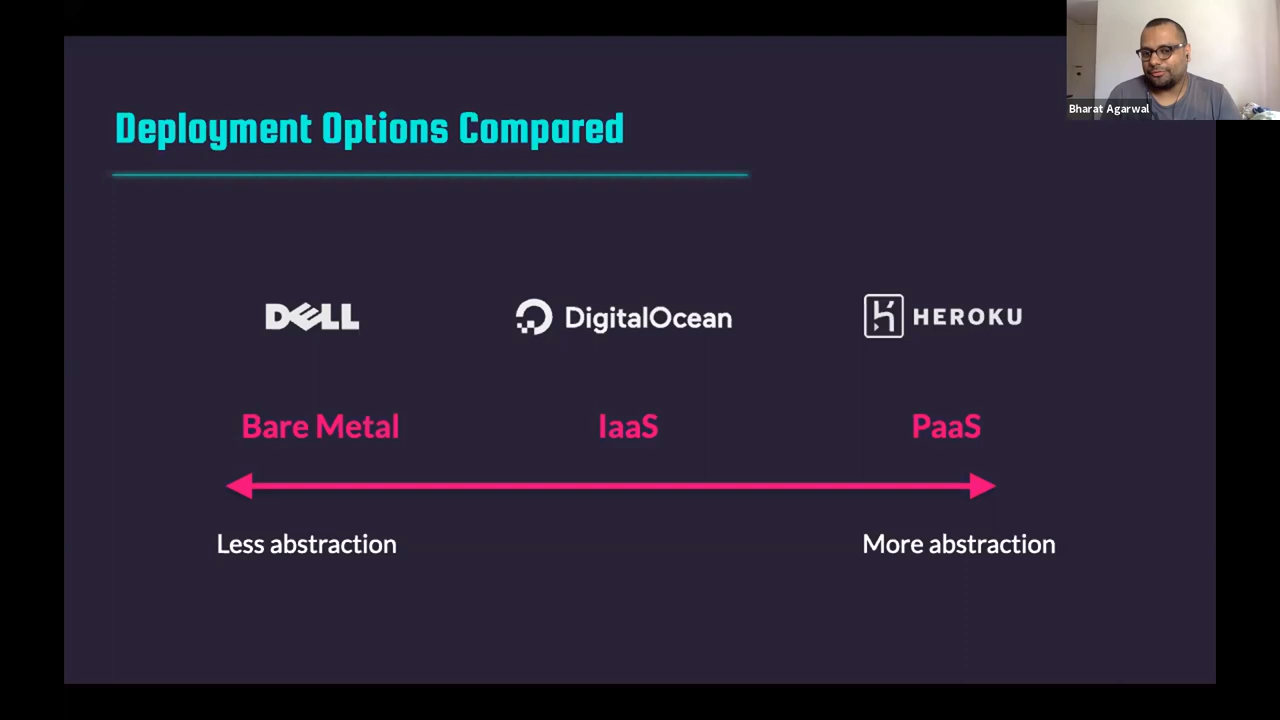 Bharat Agarwal
Deployment Options Compared
DELL
DigitalOcean
HEROKU
Bare Metal
IaaS
PaaS
Less abstraction
More abstraction